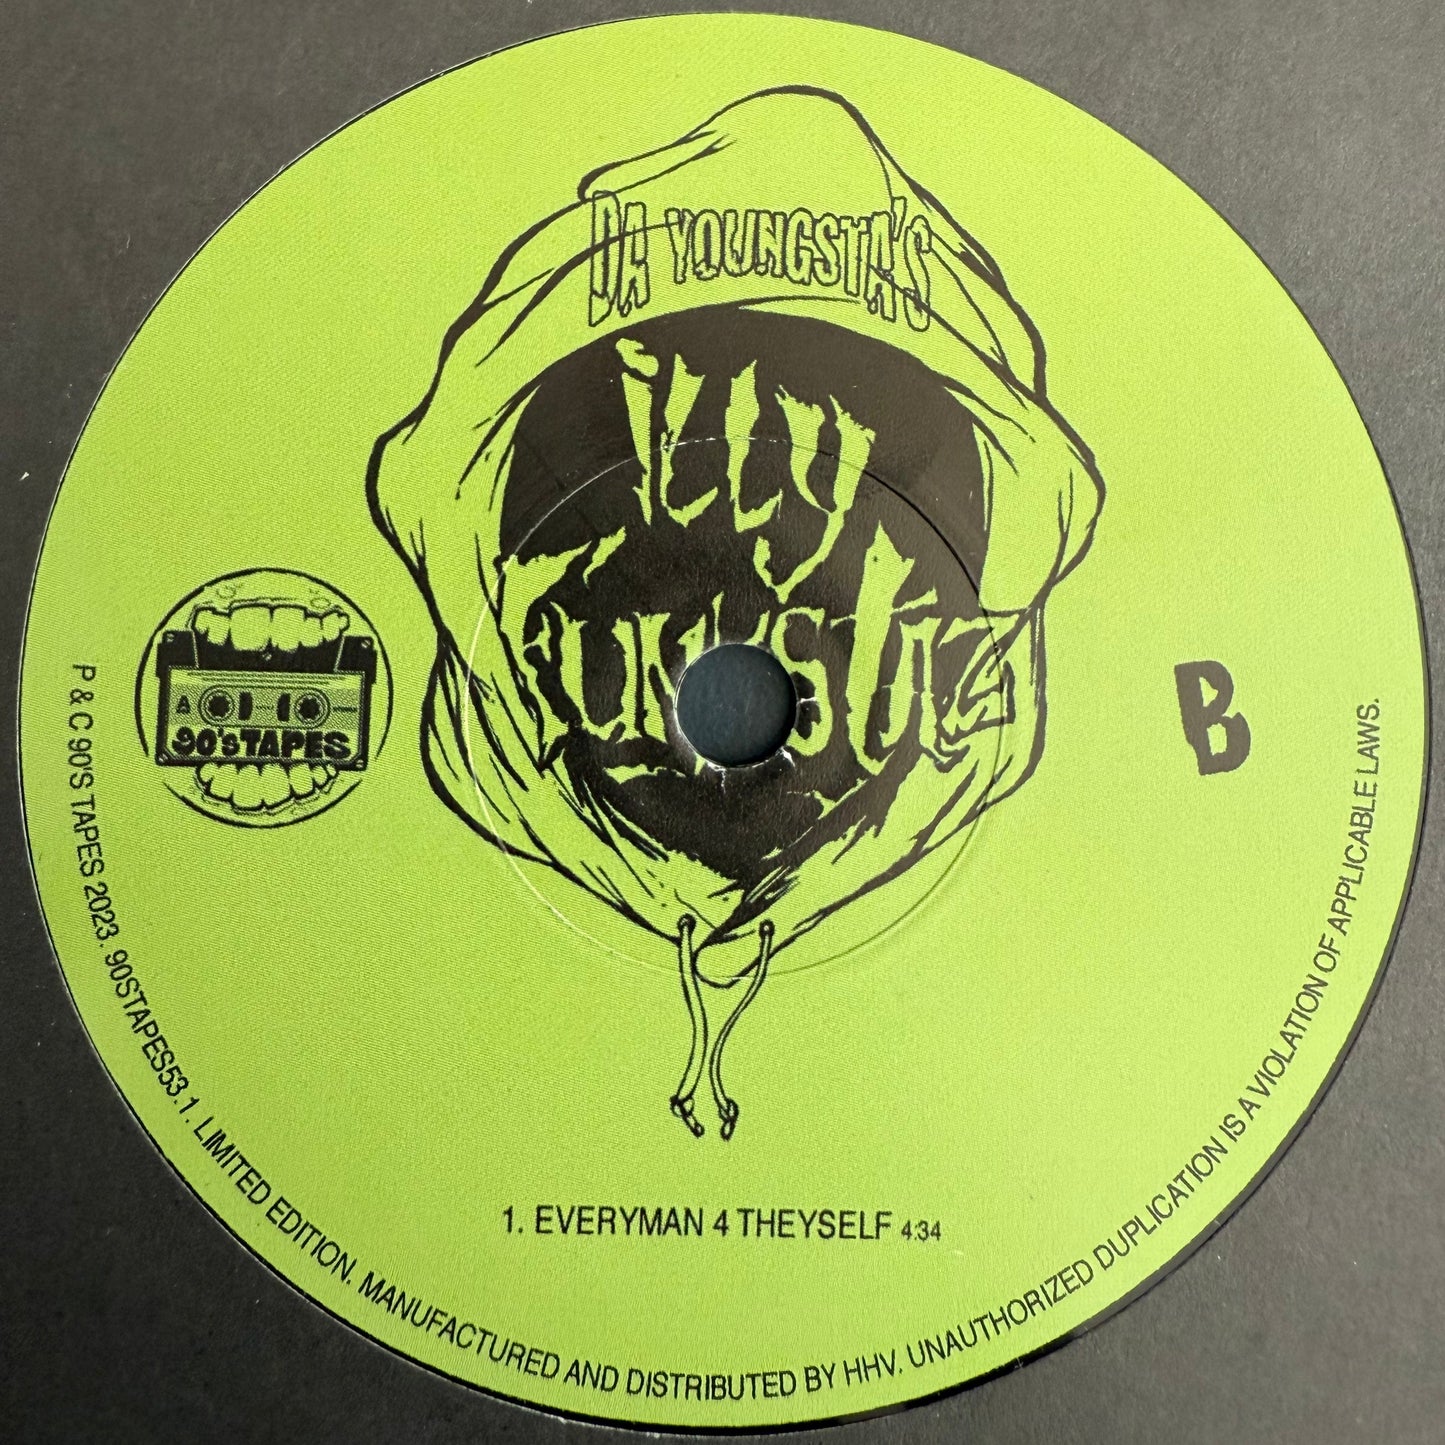 DA YOUNGSTA'S
iLLy
FUNKSTAZ
A
90'S TAPES
B
1. EVERYMAN 4 THEYSELF 4:34
P & C 90'S TAPES 2023. 90STAPES53.1. LIMITED EDITION. MANUFACTURED AND DISTRIBUTED BY HHV. UNAUTHORIZED DUPLICATION IS A VIOLATION OF APPLICABLE LAWS.